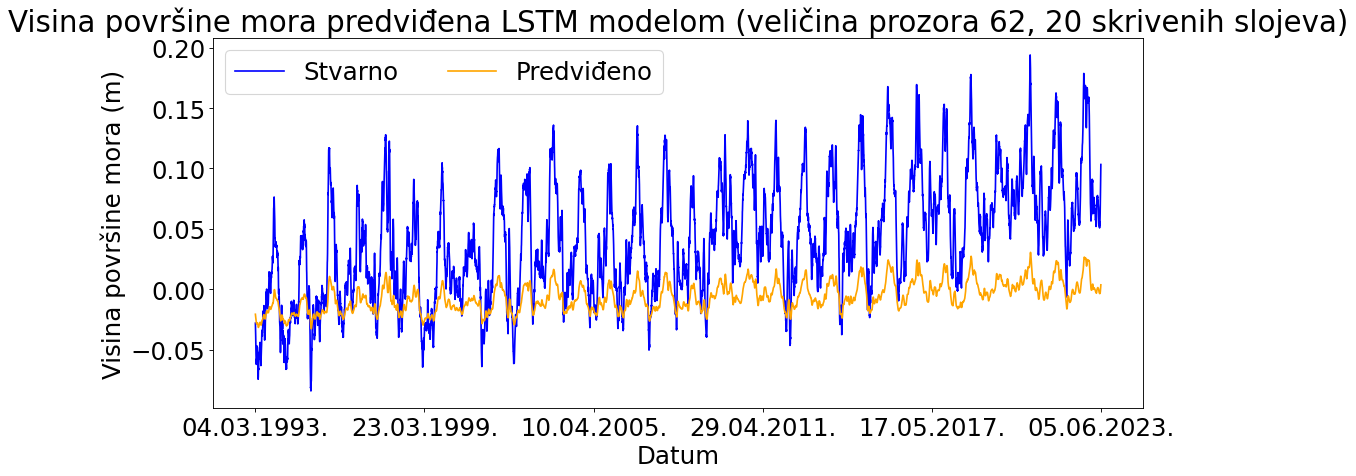 Visina površine mora predviđena LSTM modelom (veličina prozora 62, 20 skrivenih slojeva)
Stvarno
Predviđeno
Visina površine mora (m)
0.20
0.15
0.10
0.05
0.00
−0.05
04.03.1993.
23.03.1999.
10.04.2005.
29.04.2011.
17.05.2017.
05.06.2023.
Datum